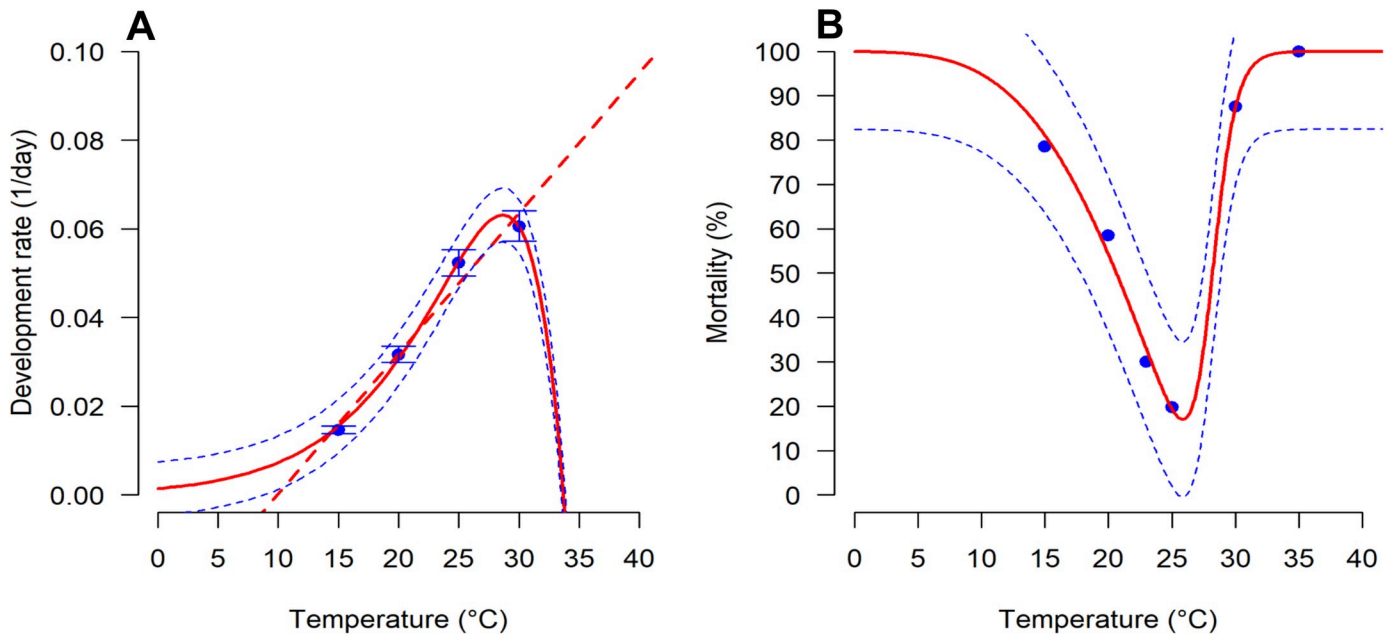 A
Development rate (1/day)
0.10
0.08
0.06
0.04
0.02
0.00
0 5 10 15 20 25 30 35 40
Temperature (°C)
B
Mortality (%)
100
90
80
70
60
50
40
30
20
10
0
0 5 10 15 20 25 30 35 40
Temperature (°C)